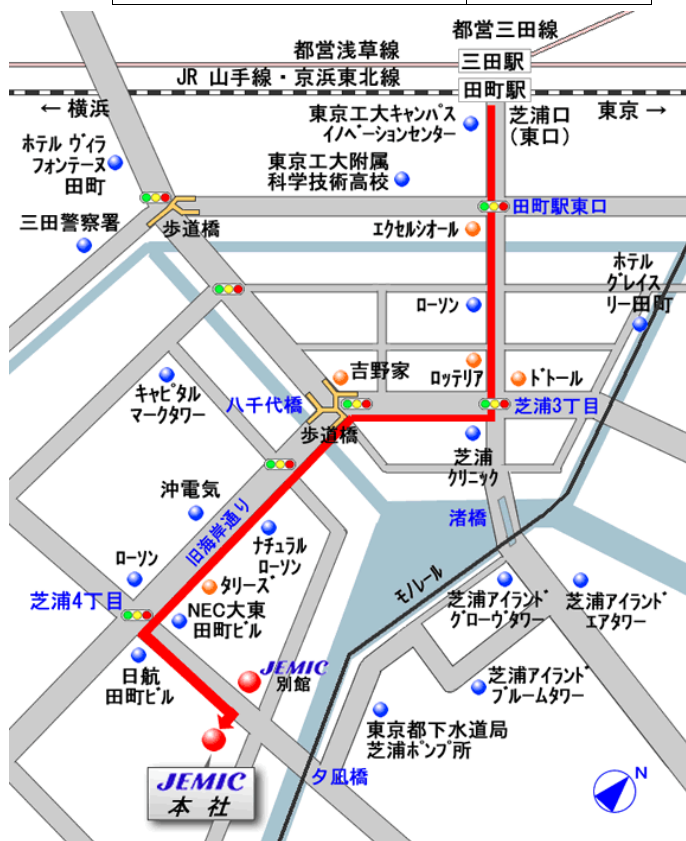 都営三田線
都営浅草線
三田駅
JR 山手線・京浜東北線
田町駅
← 横浜
東京 →
芝浦口
(東口)
東京工大キャンパス
イノベーションセンター
ホテル ヴィラ
フォンテーヌ
田町
東京工大附属
科学技術高校
田町駅東口
三田警察署
歩道橋
エクセルシオール
ホテル
グレイス
リー田町
ローソン
吉野家
ロッテリア
ドトール
キャピタル
マークタワー
八千代橋
芝浦3丁目
歩道橋
芝浦
クリニック
沖電気
旧海岸通り
渚橋
ナチュラル
ローソン
ローソン
モノレール
タリーズ
芝浦アイランド
グローヴタワー
芝浦アイランド
エアタワー
芝浦4丁目
NEC大東
田町ビル
日航
田町ビル
JEMIC
別館
芝浦アイランド
ブルームタワー
東京都下水道局
芝浦ポンプ所
夕凪橋
JEMIC
本 社
N